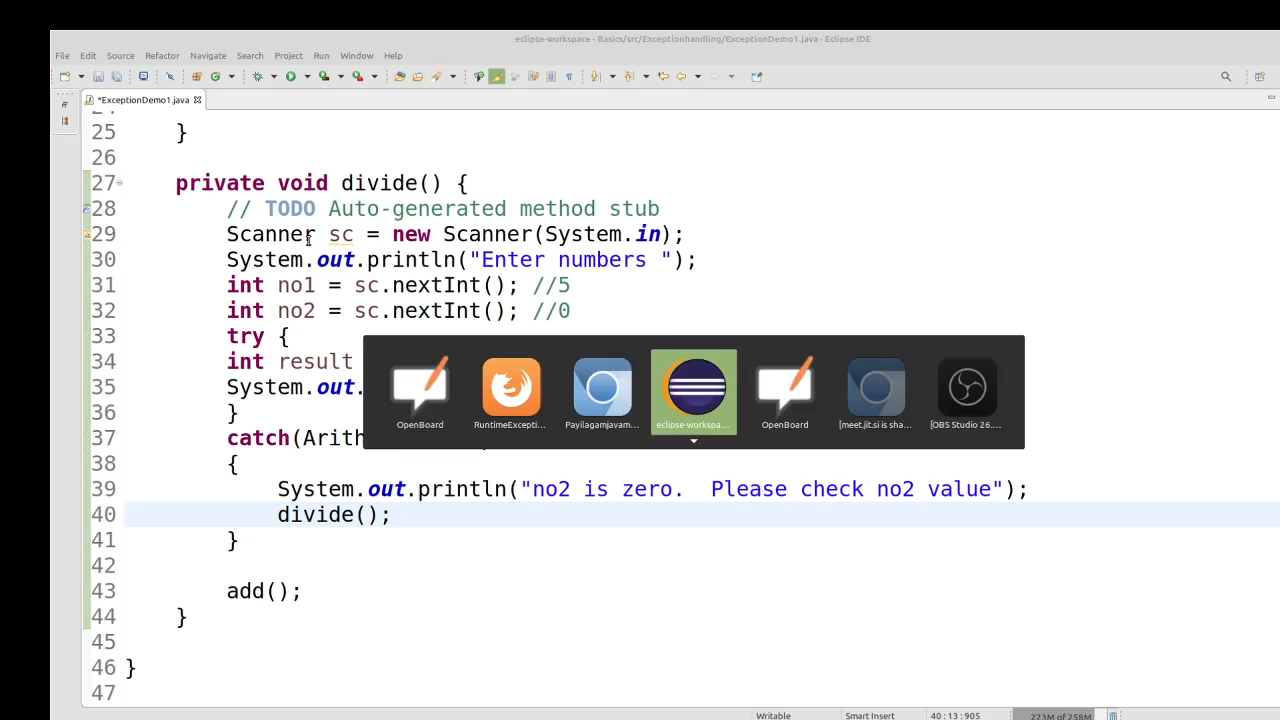 eclipse-workspace - Basics/src/Exceptionhandling/ExceptionDemo1.java - Eclipse IDE
File Edit Source Refactor Navigate Search Project Run Window Help
*ExceptionDemo1.java
25 }
26
27 private void divide() {
28 // TODO Auto-generated method stub
29 Scanner sc = new Scanner(System.in);
30 System.out.println("Enter numbers ");
31 int no1 = sc.nextInt(); //5
32 int no2 = sc.nextInt(); //0
33 try {
34 int result
35 System.out.
36 }
37 catch(Arith
38 {
39 System.out.println("no2 is zero.  Please check no2 value");
40 divide();
41 }
42
43 add();
44 }
45
46 }
47
OpenBoard RuntimeExcepti... Payilagamjavam... eclipse-workspa... OpenBoard [meet.jit.si is sha... [OBS Studio 26....
Writable Smart Insert 40 : 13 : 905 223M of 258M